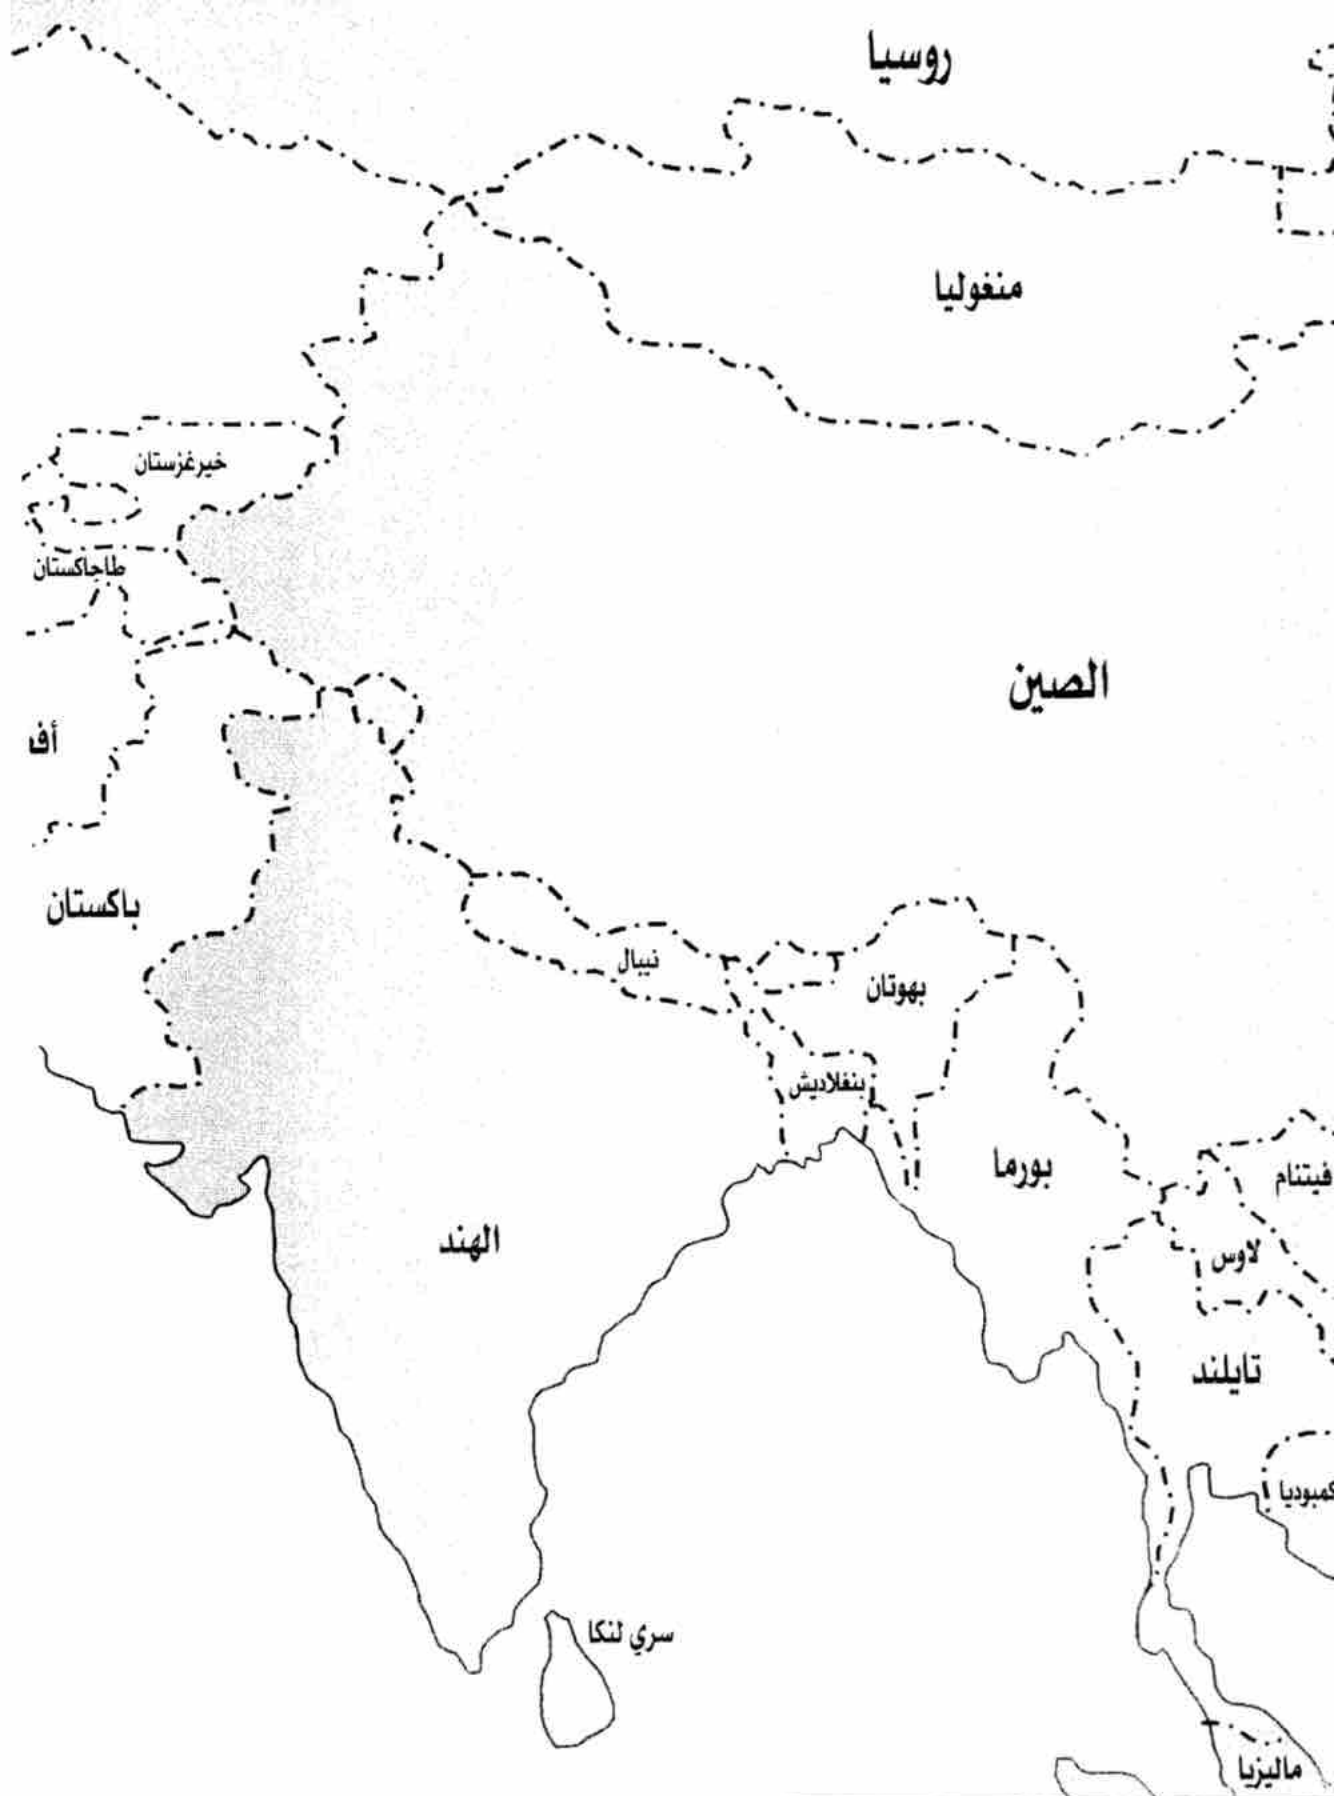 روسيا
منغوليا
خيرغزستان
طاجاكستان
الصين
أف
باكستان
نيبال
بهوتان
بنغلاديش
بورما
فيتنام
الهند
لاوس
تايلند
كمبوديا
سري لنكا
ماليزيا